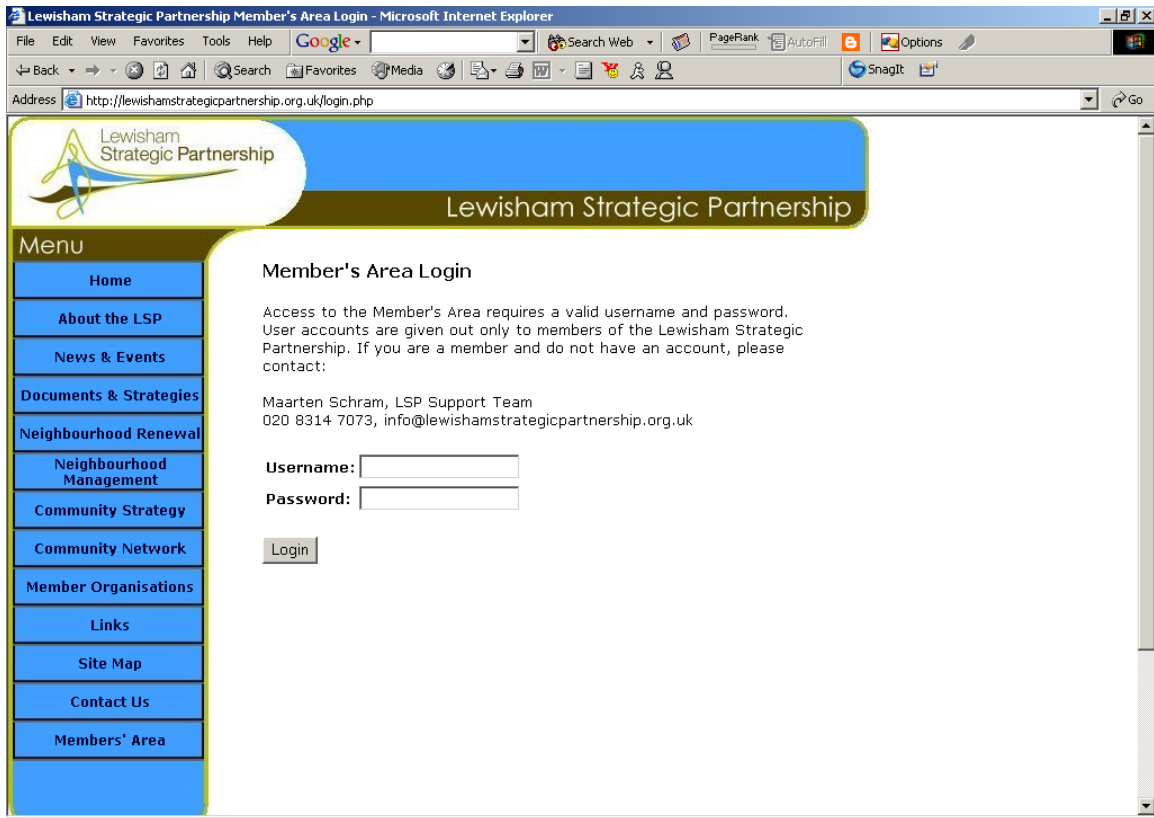 Lewisham Strategic Partnership Member's Area Login - Microsoft Internet Explorer
File Edit View Favorites Tools Help Google Search Web PageRank AutoFill Options
Back Search Favorites Media SnagIt
Address http://lewishamstrategicpartnership.org.uk/login.php Go
Lewisham
Strategic Partnership
Lewisham Strategic Partnership
Menu
Home
About the LSP
News & Events
Documents & Strategies
Neighbourhood Renewal
Neighbourhood
Management
Community Strategy
Community Network
Member Organisations
Links
Site Map
Contact Us
Members' Area
Member's Area Login
Access to the Member's Area requires a valid username and password.
User accounts are given out only to members of the Lewisham Strategic
Partnership. If you are a member and do not have an account, please
contact:
Maarten Schram, LSP Support Team
020 8314 7073, info@lewishamstrategicpartnership.org.uk
Username:
Password:
Login